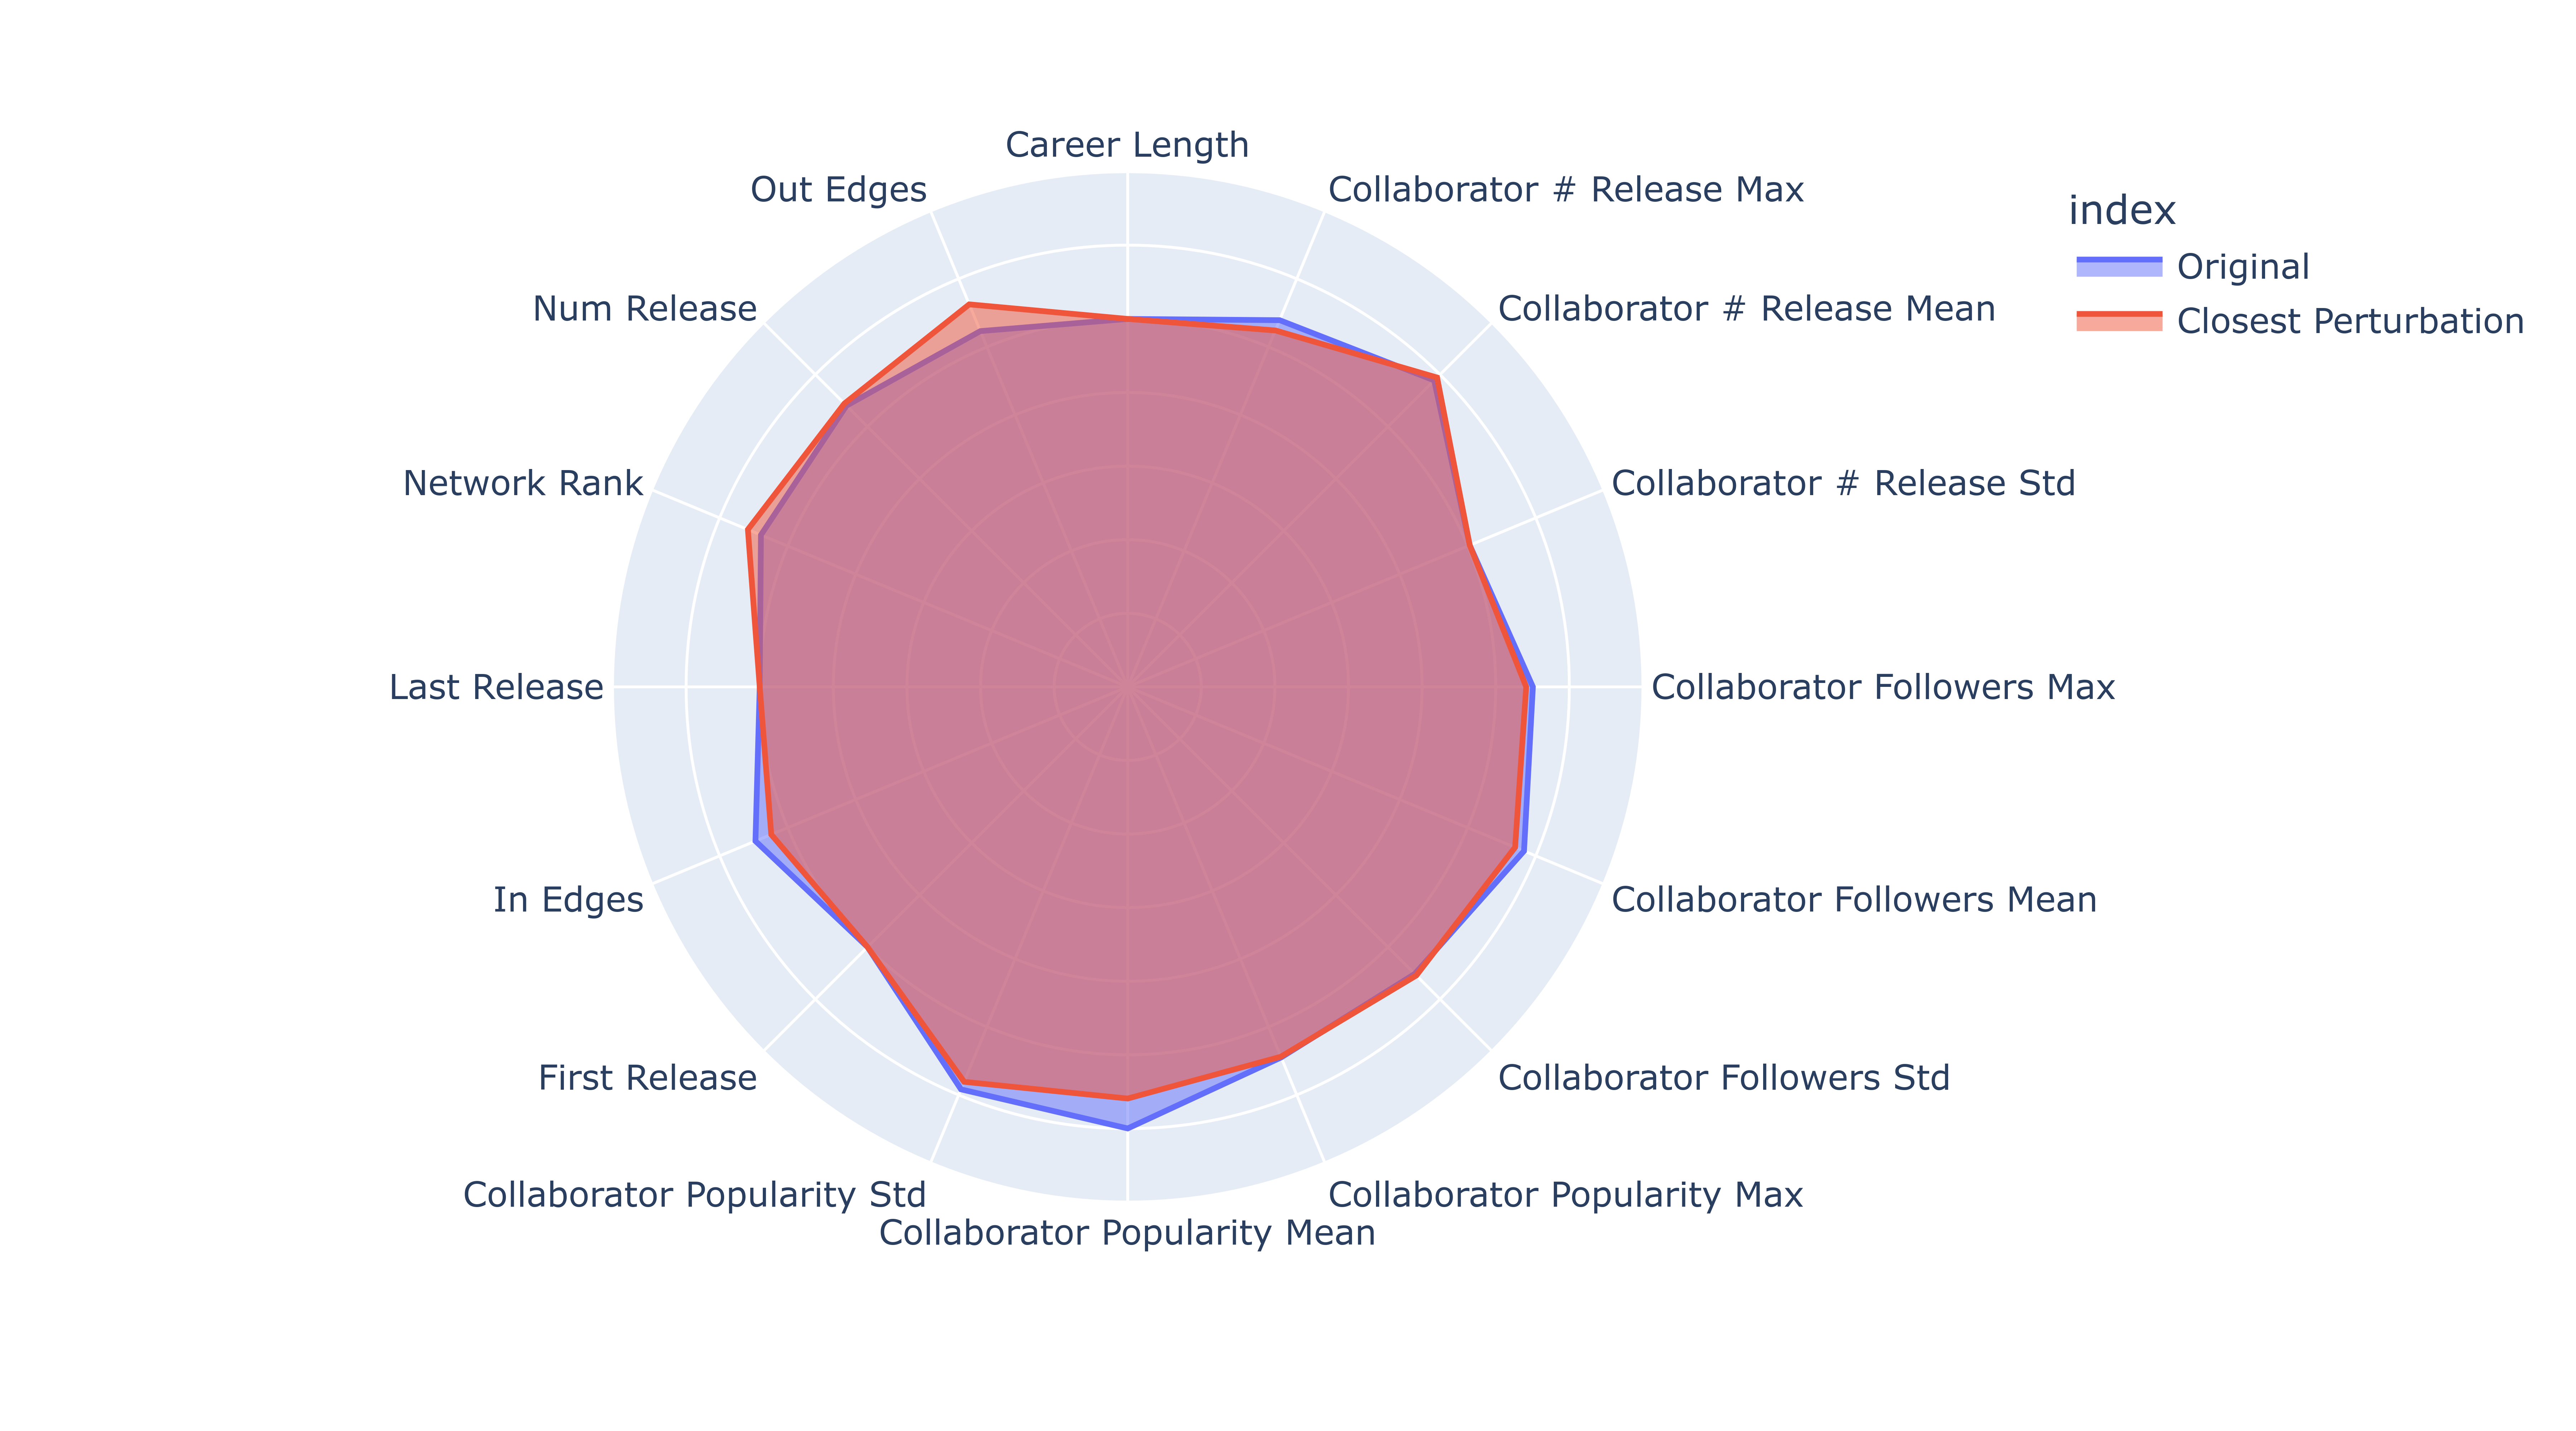 Career Length
Out Edges
Collaborator # Release Max
index
Original
Closest Perturbation
Num Release
Collaborator # Release Mean
Network Rank
Collaborator # Release Std
Last Release
Collaborator Followers Max
In Edges
Collaborator Followers Mean
First Release
Collaborator Followers Std
Collaborator Popularity Std
Collaborator Popularity Max
Collaborator Popularity Mean